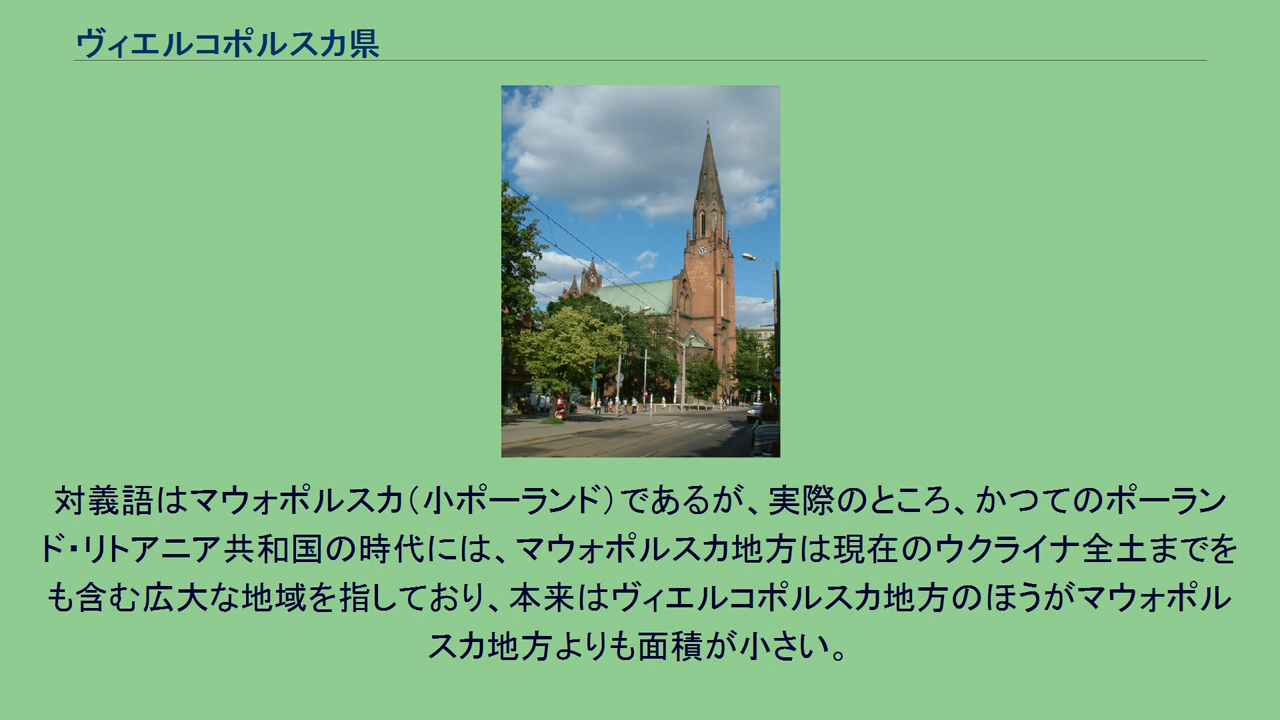 ヴィエルコポルスカ県
対義語はマウォポルスカ（小ポーランド）であるが、実際のところ、かつてのポーラン
ド・リトアニア共和国の時代には、マウォポルスカ地方は現在のウクライナ全土までを
も含む広大な地域を指しており、本来はヴィエルコポルスカ地方のほうがマウォポル
スカ地方よりも面積が小さい。